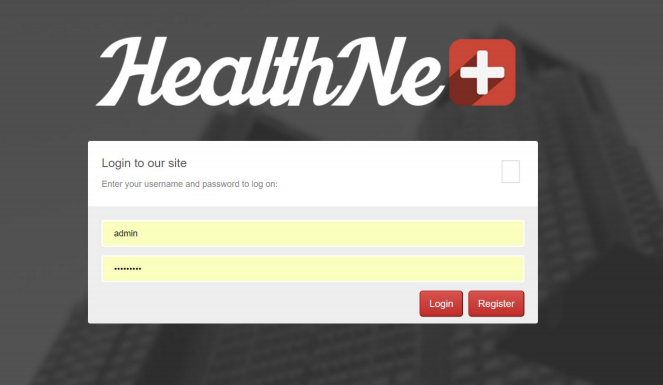 HealthNe+
Login to our site
Enter your username and password to log on:
admin
•••••••••
Login
Register